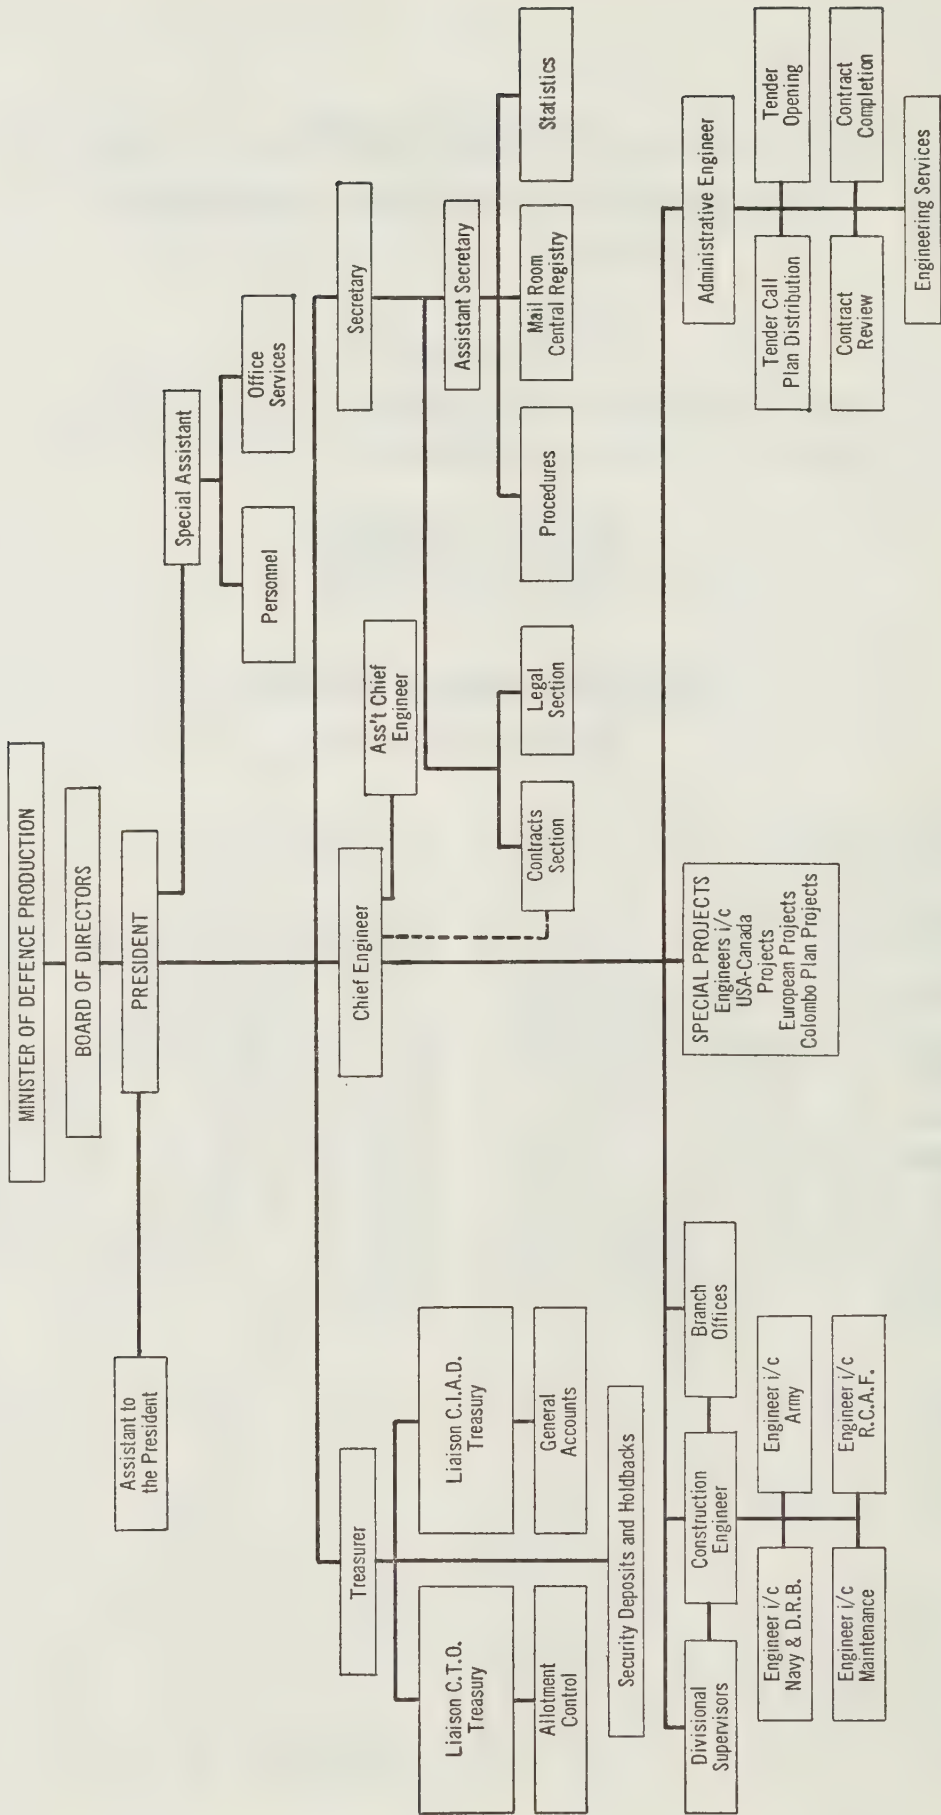 MINISTER OF DEFENCE PRODUCTION
BOARD OF DIRECTORS
PRESIDENT
Assistant to
the President
Special Assistant
Personnel
Office
Services
Treasurer
Chief Engineer
Secretary
Ass't Chief
Engineer
Liaison C.T.O.
Treasury
Liaison C.I.A.D.
Treasury
Assistant Secretary
Allotment
Control
General
Accounts
Contracts
Section
Legal
Section
Procedures
Mail Room
Central Registry
Statistics
Security Deposits and Holdbacks
Divisional
Supervisors
Construction
Engineer
Branch
Offices
SPECIAL PROJECTS
Engineers i/c
USA-Canada
Projects
European Projects
Colombo Plan Projects
Administrative Engineer
Engineer i/c
Navy & D.R.B.
Engineer i/c
Army
Engineer i/c
Maintenance
Engineer i/c
R.C.A.F.
Tender Call
Plan Distribution
Tender
Opening
Contract
Review
Contract
Completion
Engineering Services